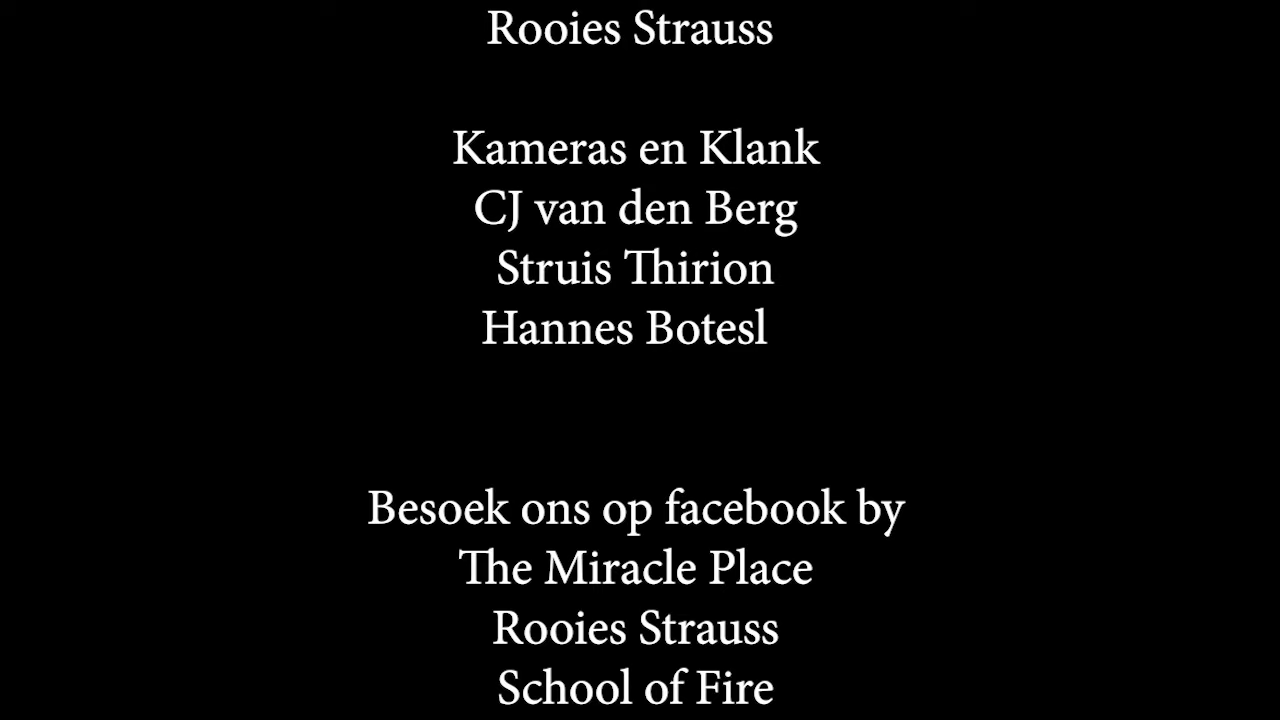 Rooies Strauss
Kameras en Klank
CJ van den Berg
Struis Thirion
Hannes Botesl
Besoek ons op facebook by
The Miracle Place
Rooies Strauss
School of Fire